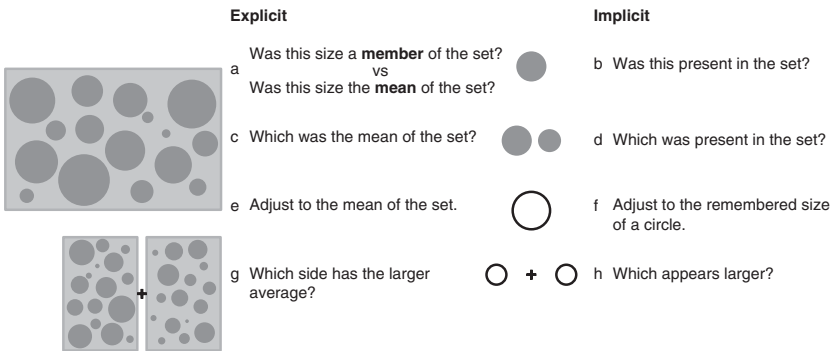 Explicit
Implicit
a Was this size a member of the set?
vs
Was this size the mean of the set?
b Was this present in the set?
c Which was the mean of the set?
d Which was present in the set?
e Adjust to the mean of the set.
f Adjust to the remembered size
of a circle.
g Which side has the larger
average?
h Which appears larger?